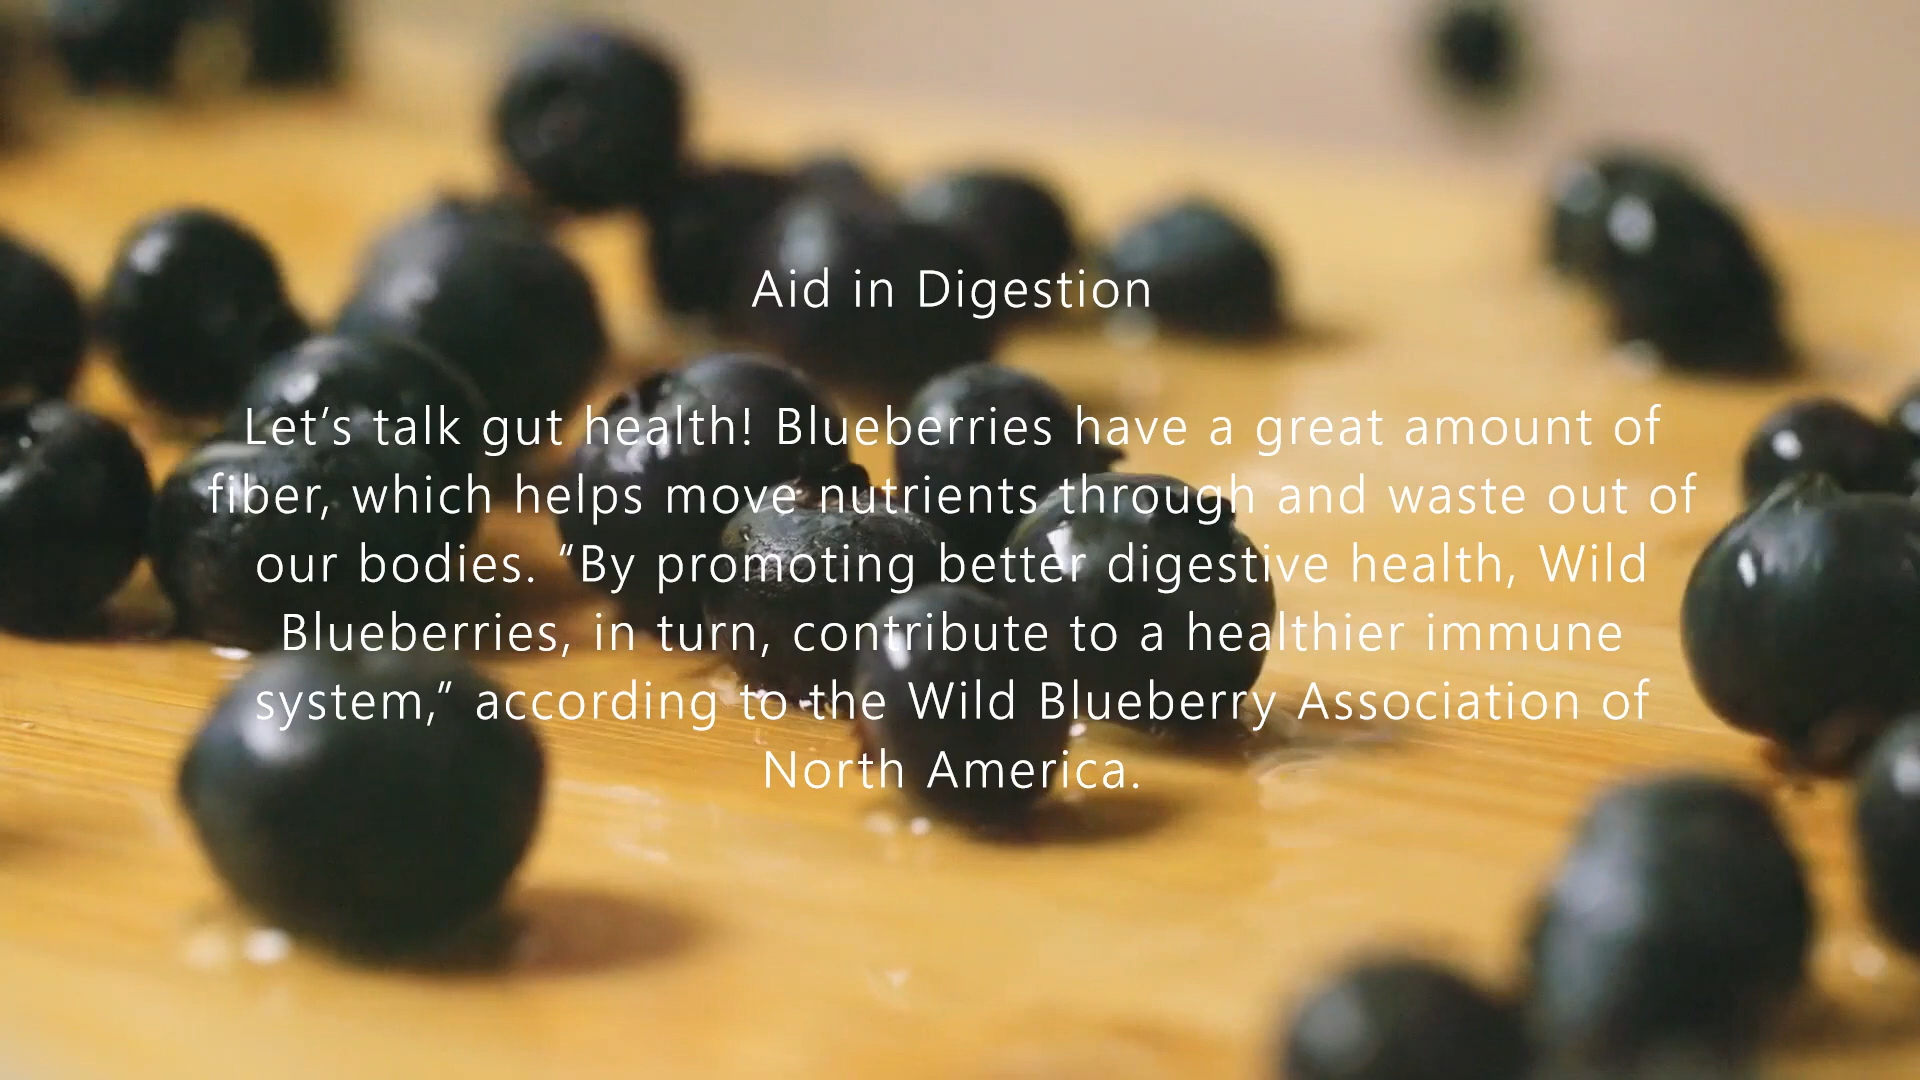 Aid in Digestion
Let’s talk gut health! Blueberries have a great amount of
fiber, which helps move nutrients through and waste out of
our bodies. “By promoting better digestive health, Wild
Blueberries, in turn, contribute to a healthier immune
system,” according to the Wild Blueberry Association of
North America.